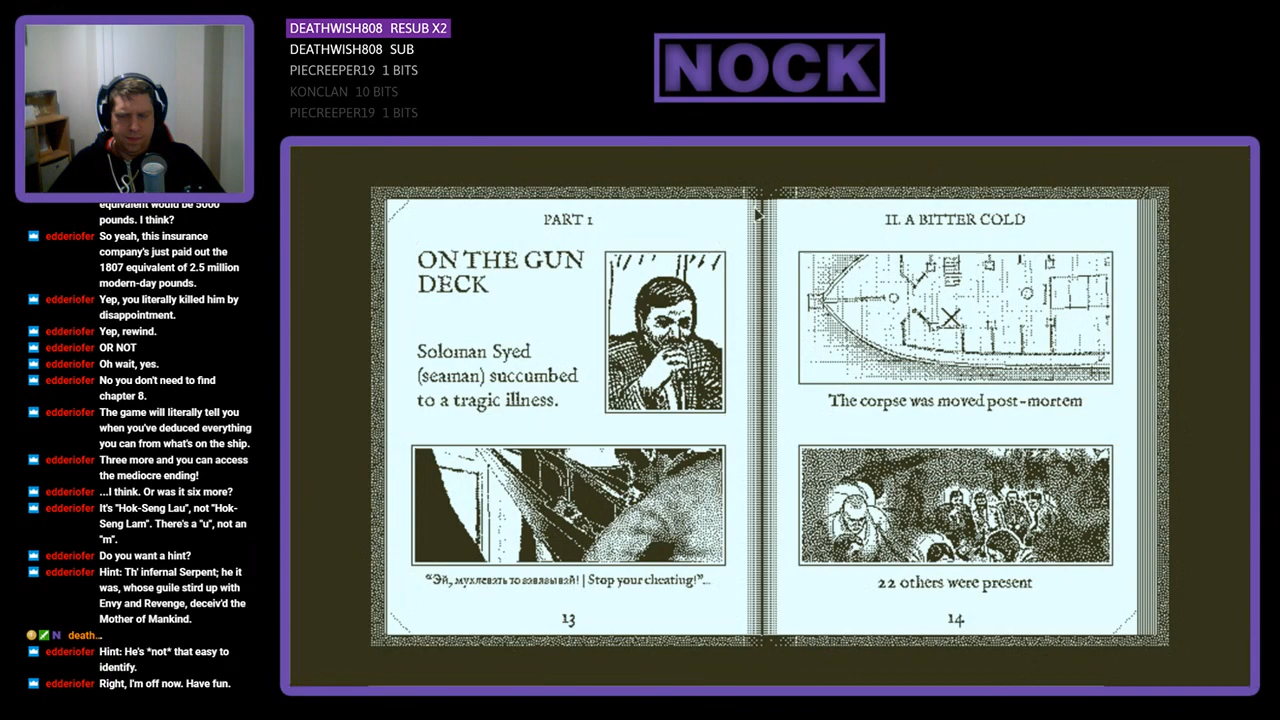 DEATHWISH808 RESUB X2
DEATHWISH808 SUB
PIECREEPER19 1 BITS
KONCLAN 10 BITS
PIECREEPER19 1 BITS
NOCK
equivalent would be 5000
pounds. I think?
edderiofer So yeah, this insurance
company's just paid out the
1807 equivalent of 2.5 million
modern-day pounds.
edderiofer Yep, you literally killed him by
disappointment.
edderiofer Yep, rewind.
edderiofer OR NOT
edderiofer Oh wait, yes.
edderiofer No you don't need to find
chapter 8.
edderiofer The game will literally tell you
when you've deduced everything
you can from what's on the ship.
edderiofer Three more and you can access
the mediocre ending!
edderiofer ...I think. Or was it six more?
edderiofer It's "Hok-Seng Lau", not "Hok-
Seng Lam". There's a "u", not an
"m".
edderiofer Do you want a hint?
edderiofer Hint: Th' infernal Serpent; he it
was, whose guile stird up with
Envy and Revenge, deceiv'd the
Mother of Mankind.
N death...
edderiofer Hint: He's *not* that easy to
identify.
edderiofer Right, I'm off now. Have fun.
PART 1
ON THE GUN
DECK
Soloman Syed
(seaman) succumbed
to a tragic illness.
"Эй, мухлевать то | Stop your cheating!"...
13
II. A BITTER COLD
The corpse was moved post-mortem
22 others were present
14